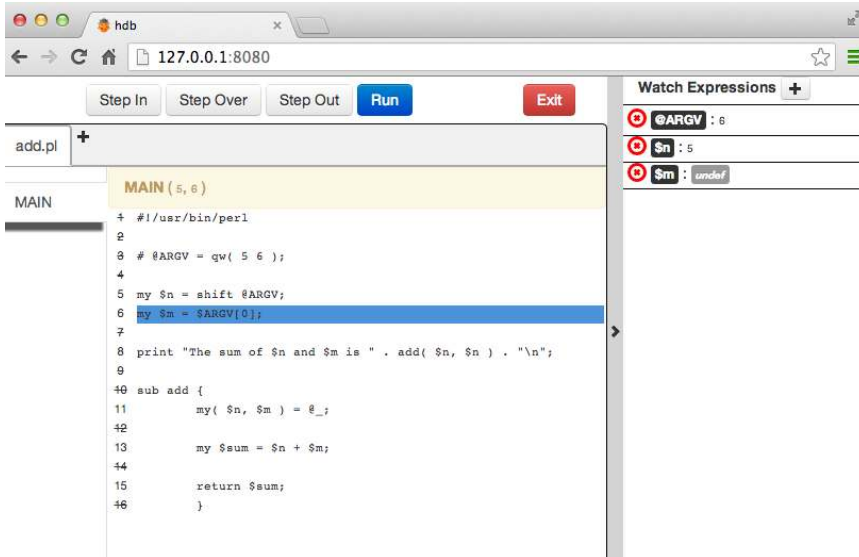 hdb
127.0.0.1:8080
Step In Step Over Step Out Run Exit
Watch Expressions +
@ARGV : 6
$n : 5
$m : undef
add.pl +
MAIN
MAIN ( 5, 6 )
1 #!/usr/bin/perl
2
3 # @ARGV = qw( 5 6 );
4
5 my $n = shift @ARGV;
6 my $m = $ARGV[0];
7
8 print "The sum of $n and $m is " . add( $n, $n ) . "\n";
9
10 sub add {
11 my( $n, $m ) = @_;
12
13 my $sum = $n + $m;
14
15 return $sum;
16 }